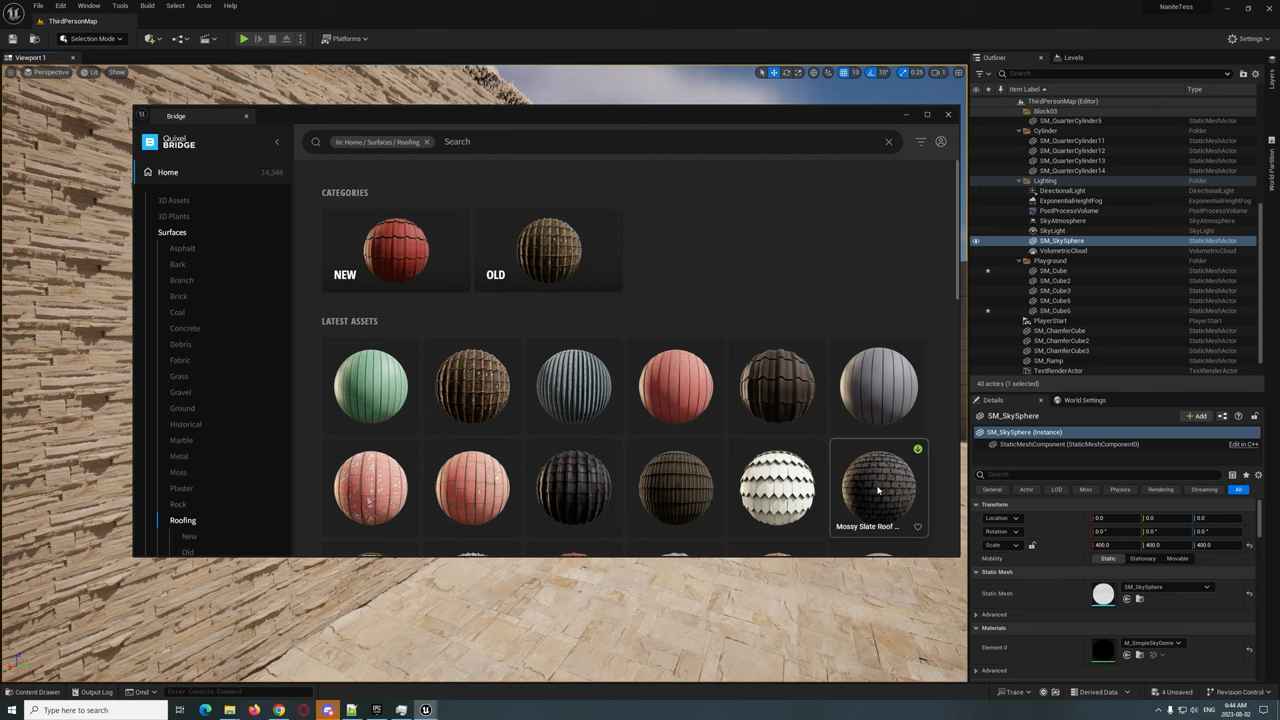 File Edit Window Tools Build Select Actor Help
NaniteTess
ThirdPersonMap
Selection Mode
Platforms
Settings
Viewport 1
Perspective Lit Show
10 10° 0.25 1
Bridge
Quixel
BRIDGE
In: Home / Surfaces / Roofing Search
Home 14,348
3D Assets
3D Plants
Surfaces
Asphalt
Bark
Branch
Brick
Coal
Concrete
Debris
Fabric
Grass
Gravel
Ground
Historical
Marble
Metal
Moss
Plaster
Rock
Roofing
New
Old
CATEGORIES
NEW
OLD
LATEST ASSETS
Mossy Slate Roof ...
Outliner Levels
Search...
Item Label Type
ThirdPersonMap (Editor)
Block03
SM_QuarterCylinder5 StaticMeshActor
Cylinder Folder
SM_QuarterCylinder11 StaticMeshActor
SM_QuarterCylinder12 StaticMeshActor
SM_QuarterCylinder13 StaticMeshActor
SM_QuarterCylinder14 StaticMeshActor
Lighting Folder
DirectionalLight DirectionalLight
ExponentialHeightFog ExponentialHeightFog
PostProcessVolume PostProcessVolume
SkyAtmosphere SkyAtmosphere
SkyLight SkyLight
SM_SkySphere StaticMeshActor
VolumetricCloud VolumetricCloud
Playground Folder
SM_Cube StaticMeshActor
SM_Cube2 StaticMeshActor
SM_Cube3 StaticMeshActor
SM_Cube5 StaticMeshActor
SM_Cube6 StaticMeshActor
PlayerStart PlayerStart
SM_ChamferCube StaticMeshActor
SM_ChamferCube2 StaticMeshActor
SM_ChamferCube3 StaticMeshActor
SM_Ramp StaticMeshActor
TextRenderActor TextRenderActor
40 actors (1 selected)
Layers
World Partition
Details World Settings
SM_SkySphere Add
SM_SkySphere (Instance)
StaticMeshComponent (StaticMeshComponent0) Edit in C++
Search
General Actor LOD Misc Physics Rendering Streaming All
Transform
Location 0.0 0.0 0.0
Rotation 0.0 ° 0.0 ° 0.0 °
Scale 400.0 400.0 400.0
Mobility Static Stationary Movable
Static Mesh
Static Mesh SM_SkySphere
Advanced
Materials
Element 0 M_SimpleSkyDome
Advanced
Content Drawer Output Log Cmd Enter Console Command
Trace Derived Data 4 Unsaved Revision Control
Type here to search
ENG
6:44 AM
2023-08-02